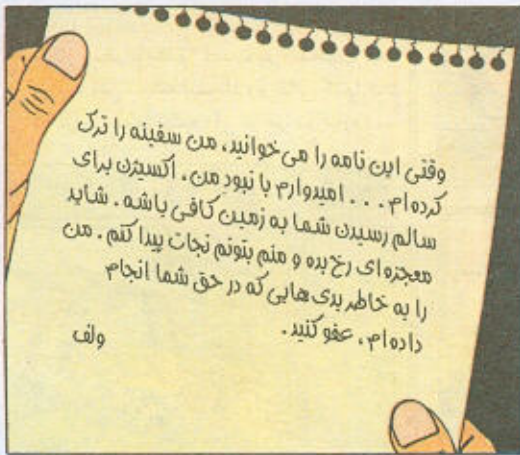 وقتی این نامه را می‌خوانید، من سفینه را ترک
کرده‌ام... امیدوارم با نبود من، اکسیژن برای
سالم رسیدن شما به زمین کافی باشه. شاید
معجزه‌ای رخ بده و منم بتونم نجات پیدا کنم. من
را به خاطر بدی‌هایی که در حق شما انجام
داده‌ام، عفو کنید.
ولف